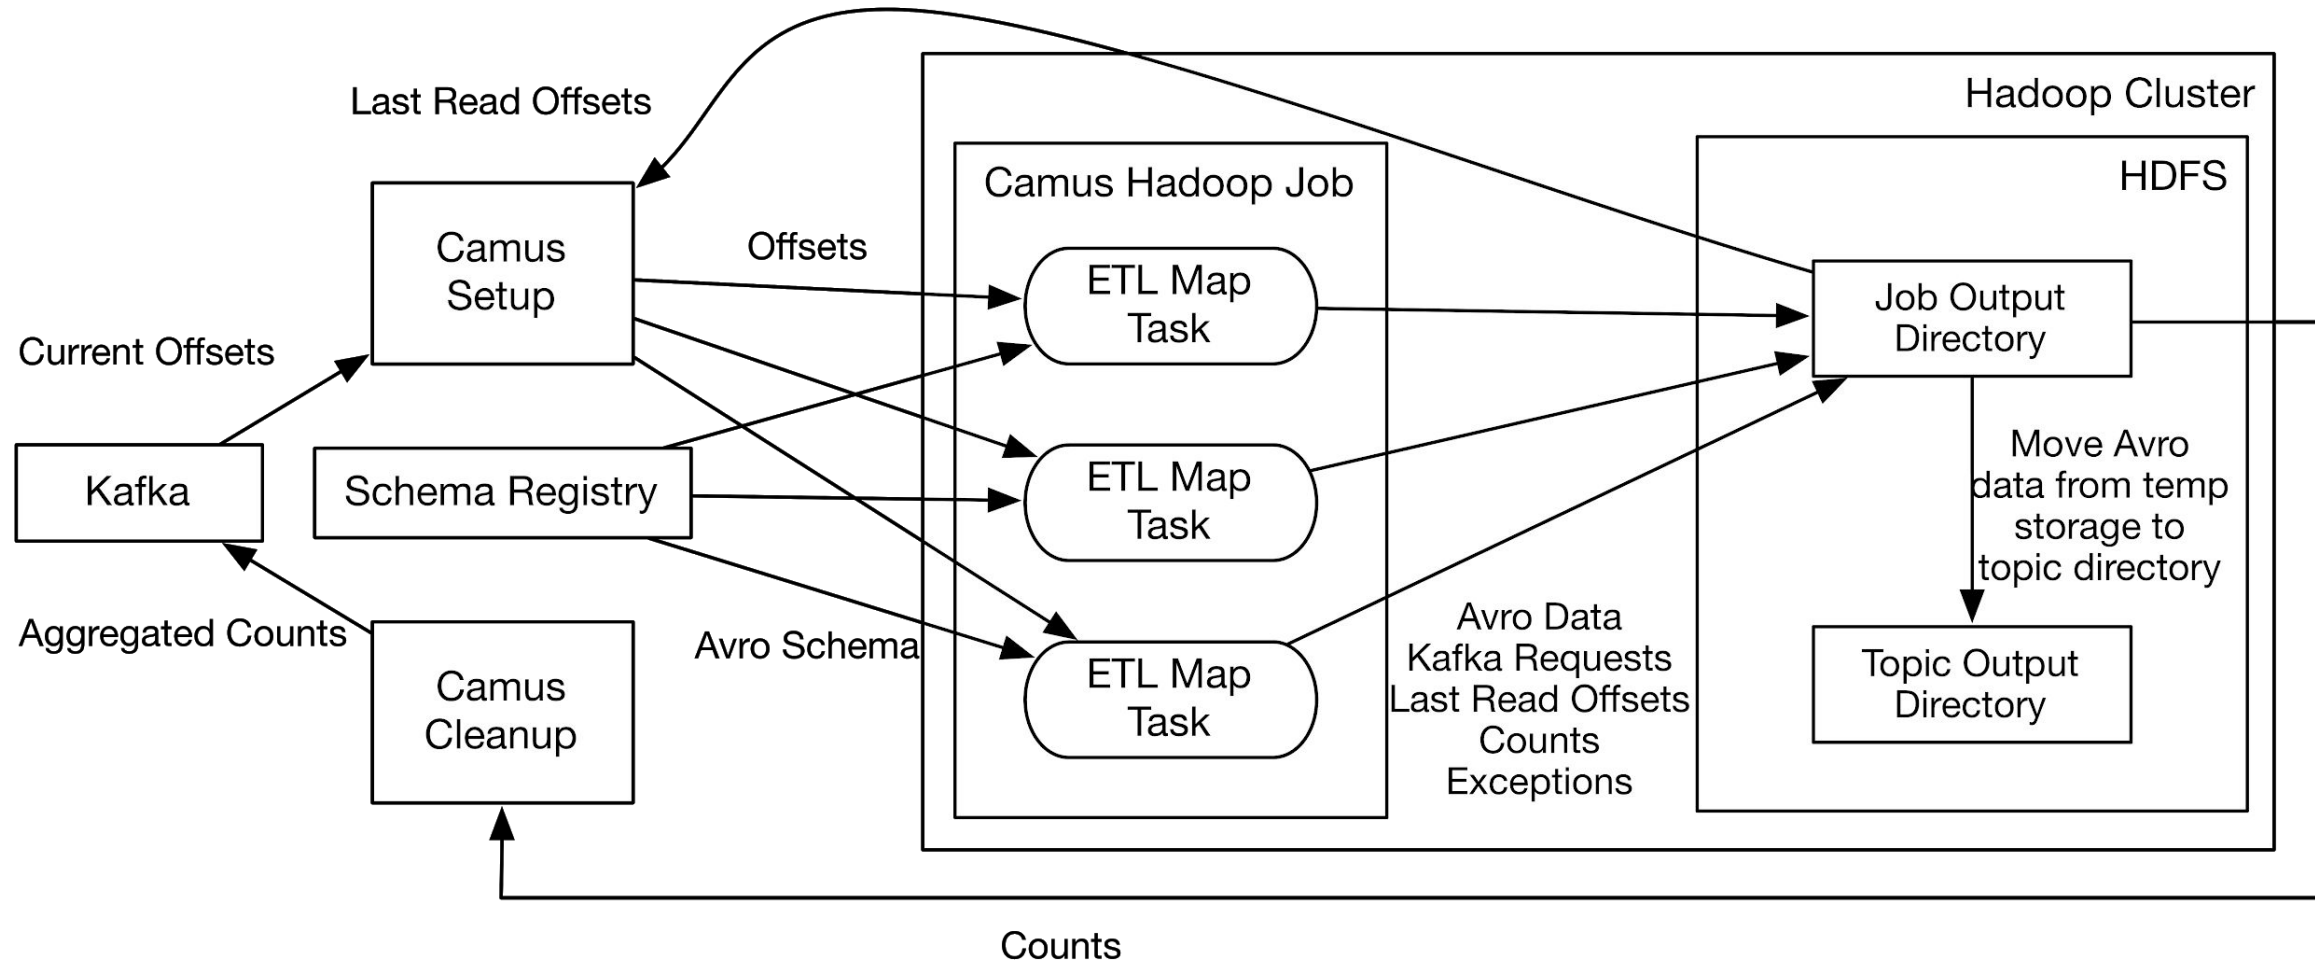 Hadoop Cluster
Last Read Offsets
HDFS
Camus Hadoop Job
Camus
Setup
Offsets
ETL Map
Task
Job Output
Directory
Current Offsets
Kafka
Schema Registry
ETL Map
Task
Move Avro
data from temp
storage to
topic directory
Aggregated Counts
Avro Schema
Camus
Cleanup
ETL Map
Task
Avro Data
Kafka Requests
Last Read Offsets
Counts
Exceptions
Topic Output
Directory
Counts